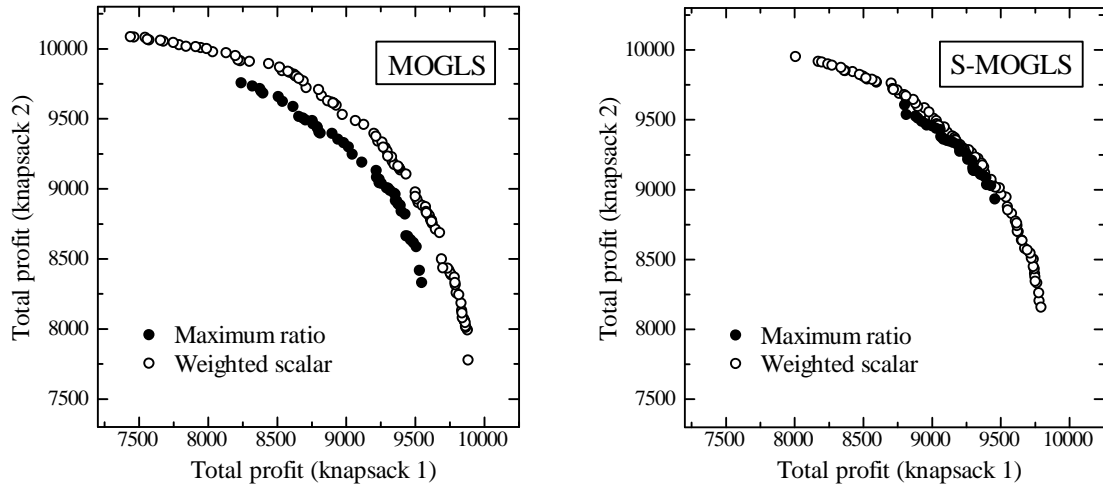 10000
9500
9000
8500
8000
7500
Total profit (knapsack 2)
MOGLS
Maximum ratio
Weighted scalar
7500 8000 8500 9000 9500 10000
Total profit (knapsack 1)
10000
9500
9000
8500
8000
7500
Total profit (knapsack 2)
S-MOGLS
Maximum ratio
Weighted scalar
7500 8000 8500 9000 9500 10000
Total profit (knapsack 1)